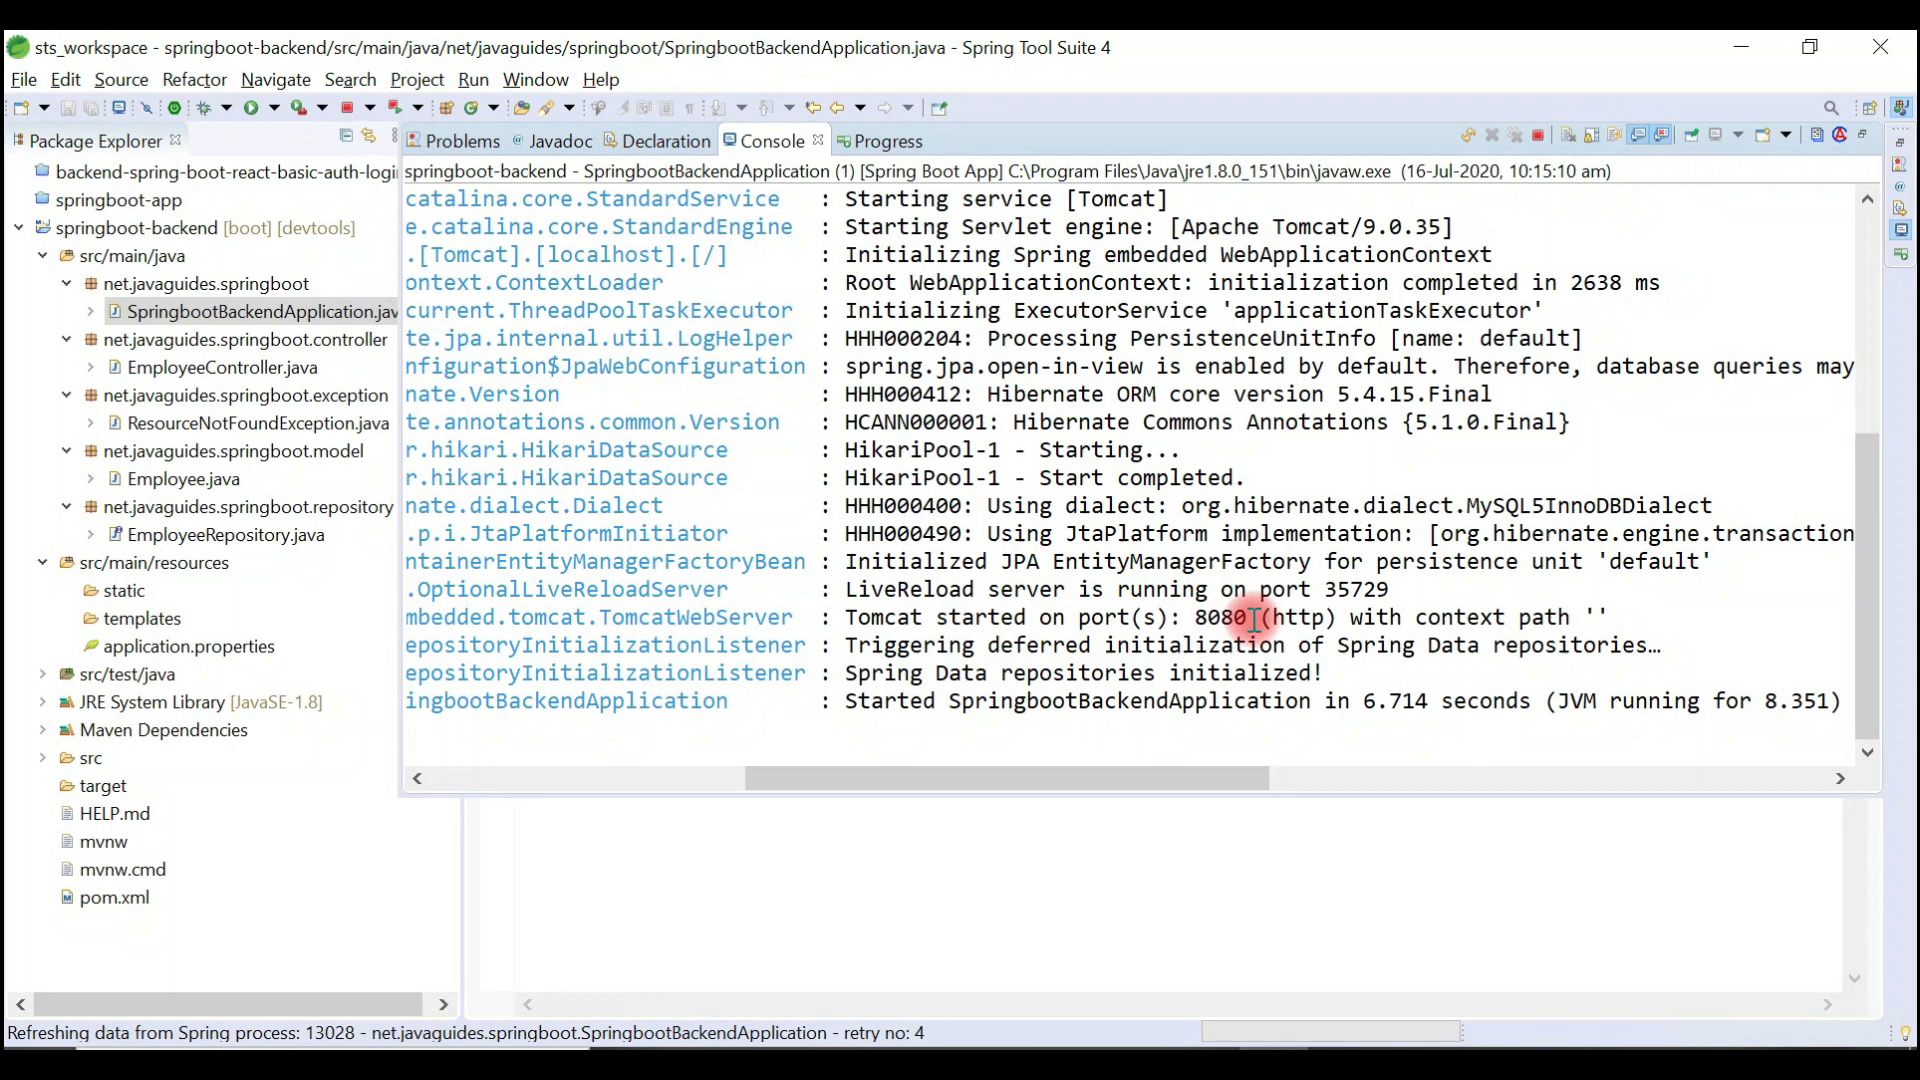 sts_workspace - springboot-backend/src/main/java/net/javaguides/springboot/SpringbootBackendApplication.java - Spring Tool Suite 4
File Edit Source Refactor Navigate Search Project Run Window Help
Package Explorer
backend-spring-boot-react-basic-auth-logi
springboot-app
springboot-backend [boot] [devtools]
src/main/java
net.javaguides.springboot
SpringbootBackendApplication.jav
net.javaguides.springboot.controller
EmployeeController.java
net.javaguides.springboot.exception
ResourceNotFoundException.java
net.javaguides.springboot.model
Employee.java
net.javaguides.springboot.repository
EmployeeRepository.java
src/main/resources
static
templates
application.properties
src/test/java
JRE System Library [JavaSE-1.8]
Maven Dependencies
src
target
HELP.md
mvnw
mvnw.cmd
pom.xml
Problems Javadoc Declaration Console Progress
springboot-backend - SpringbootBackendApplication (1) [Spring Boot App] C:\Program Files\Java\jre1.8.0_151\bin\javaw.exe (16-Jul-2020, 10:15:10 am)
catalina.core.StandardService : Starting service [Tomcat]
e.catalina.core.StandardEngine : Starting Servlet engine: [Apache Tomcat/9.0.35]
.[Tomcat].[localhost].[/] : Initializing Spring embedded WebApplicationContext
ontext.ContextLoader : Root WebApplicationContext: initialization completed in 2638 ms
current.ThreadPoolTaskExecutor : Initializing ExecutorService 'applicationTaskExecutor'
te.jpa.internal.util.LogHelper : HHH000204: Processing PersistenceUnitInfo [name: default]
nfiguration$JpaWebConfiguration : spring.jpa.open-in-view is enabled by default. Therefore, database queries may
nate.Version : HHH000412: Hibernate ORM core version 5.4.15.Final
te.annotations.common.Version : HCANN000001: Hibernate Commons Annotations {5.1.0.Final}
r.hikari.HikariDataSource : HikariPool-1 - Starting...
r.hikari.HikariDataSource : HikariPool-1 - Start completed.
nate.dialect.Dialect : HHH000400: Using dialect: org.hibernate.dialect.MySQL5InnoDBDialect
.p.i.JtaPlatformInitiator : HHH000490: Using JtaPlatform implementation: [org.hibernate.engine.transaction
ntainerEntityManagerFactoryBean : Initialized JPA EntityManagerFactory for persistence unit 'default'
.OptionalLiveReloadServer : LiveReload server is running on port 35729
mbedded.tomcat.TomcatWebServer : Tomcat started on port(s): 8080 (http) with context path ''
epositoryInitializationListener : Triggering deferred initialization of Spring Data repositories…
epositoryInitializationListener : Spring Data repositories initialized!
ingbootBackendApplication : Started SpringbootBackendApplication in 6.714 seconds (JVM running for 8.351)
Refreshing data from Spring process: 13028 - net.javaguides.springboot.SpringbootBackendApplication - retry no: 4